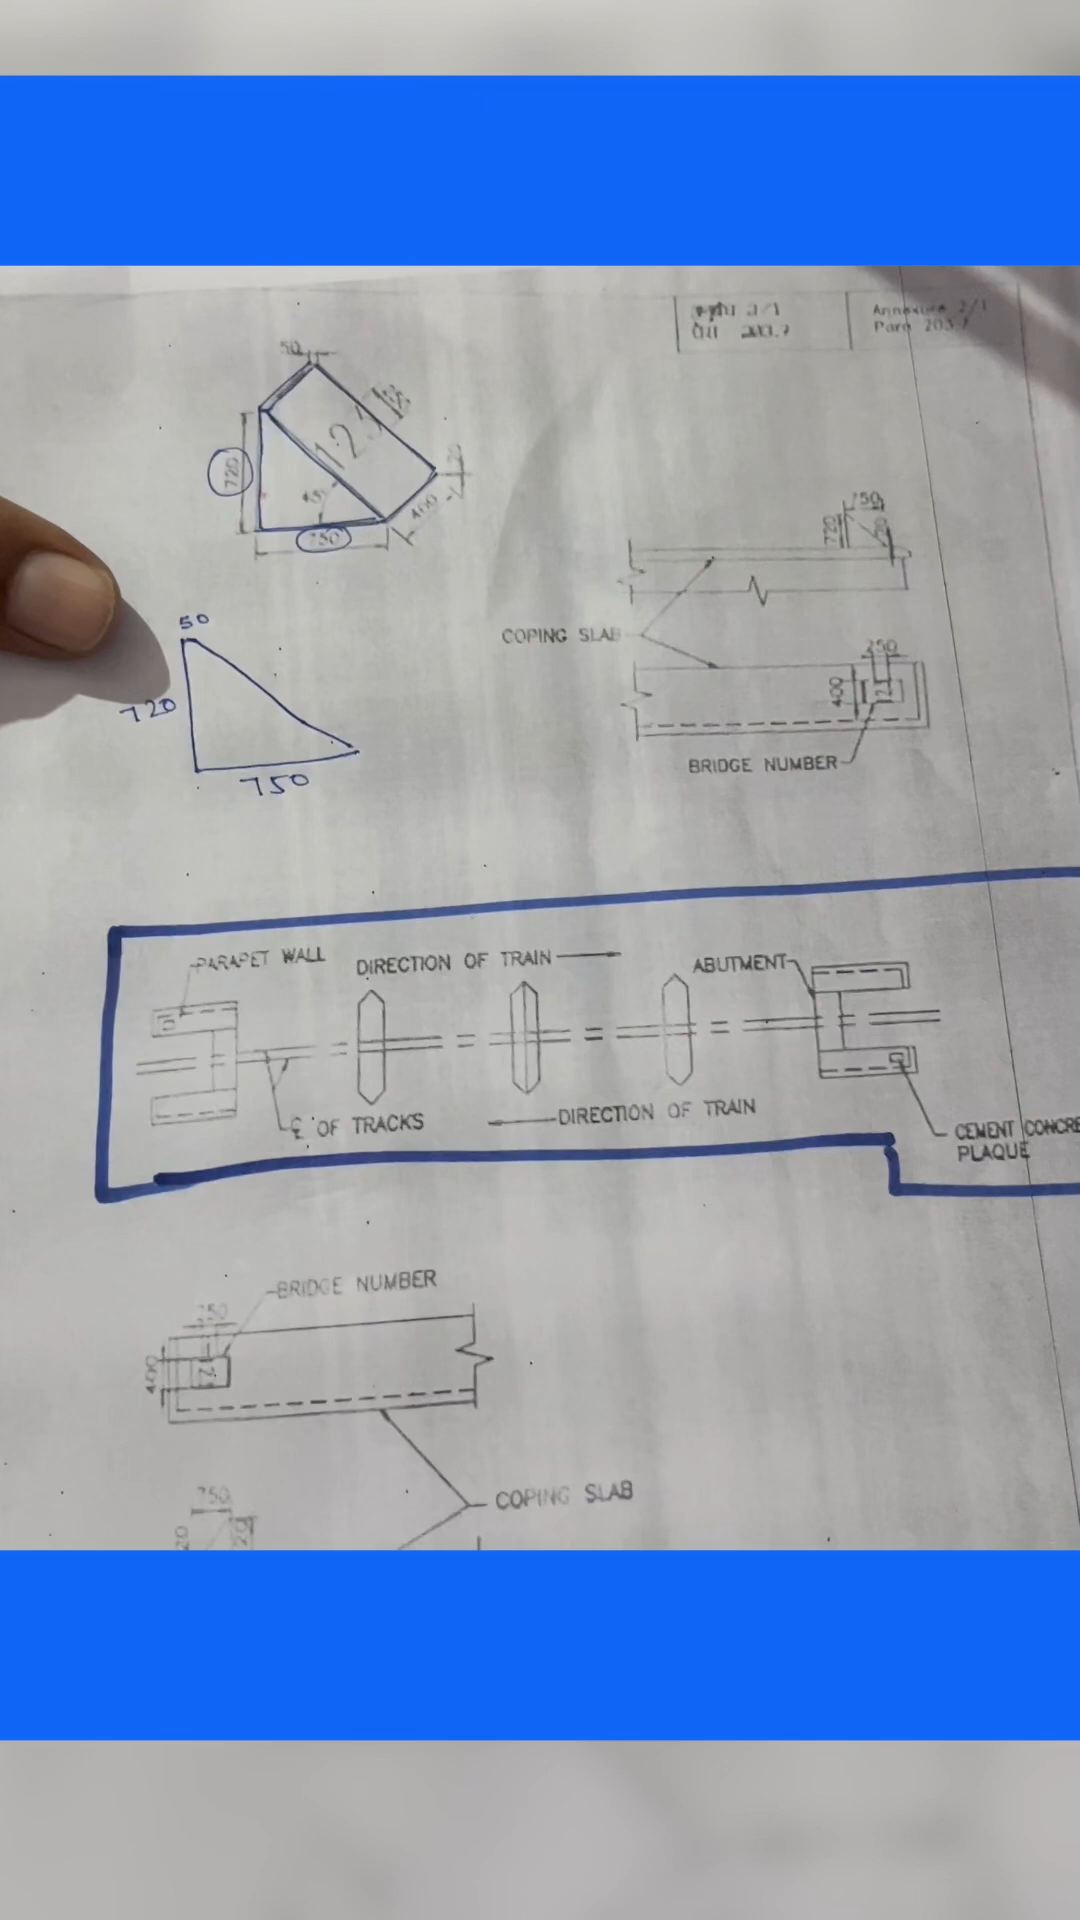 Annexure 2/1
Para 203.7
50
123
720
45
400
20
750
750
720
COPING SLAB
250
400
BRIDGE NUMBER
50
720
750
PARAPET WALL
DIRECTION OF TRAIN
ABUTMENT
OF TRACKS
DIRECTION OF TRAIN
CEMENT CONCRE
PLAQUE
BRIDGE NUMBER
400
COPING SLAB
750
20
20